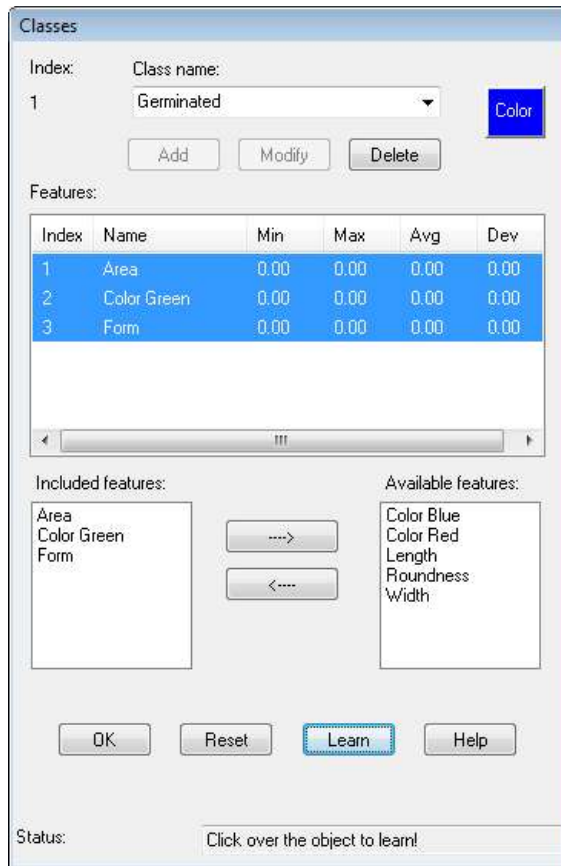 Classes
Index: Class name:
1 Germinated Color
Add Modify Delete
Features:
Index Name Min Max Avg Dev
1 Area 0.00 0.00 0.00 0.00
2 Color Green 0.00 0.00 0.00 0.00
3 Form 0.00 0.00 0.00 0.00
Included features: Available features:
Area Color Blue
Color Green Color Red
Form Length
Roundness
Width
---->
<----
OK Reset Learn Help
Status: Click over the object to learn!